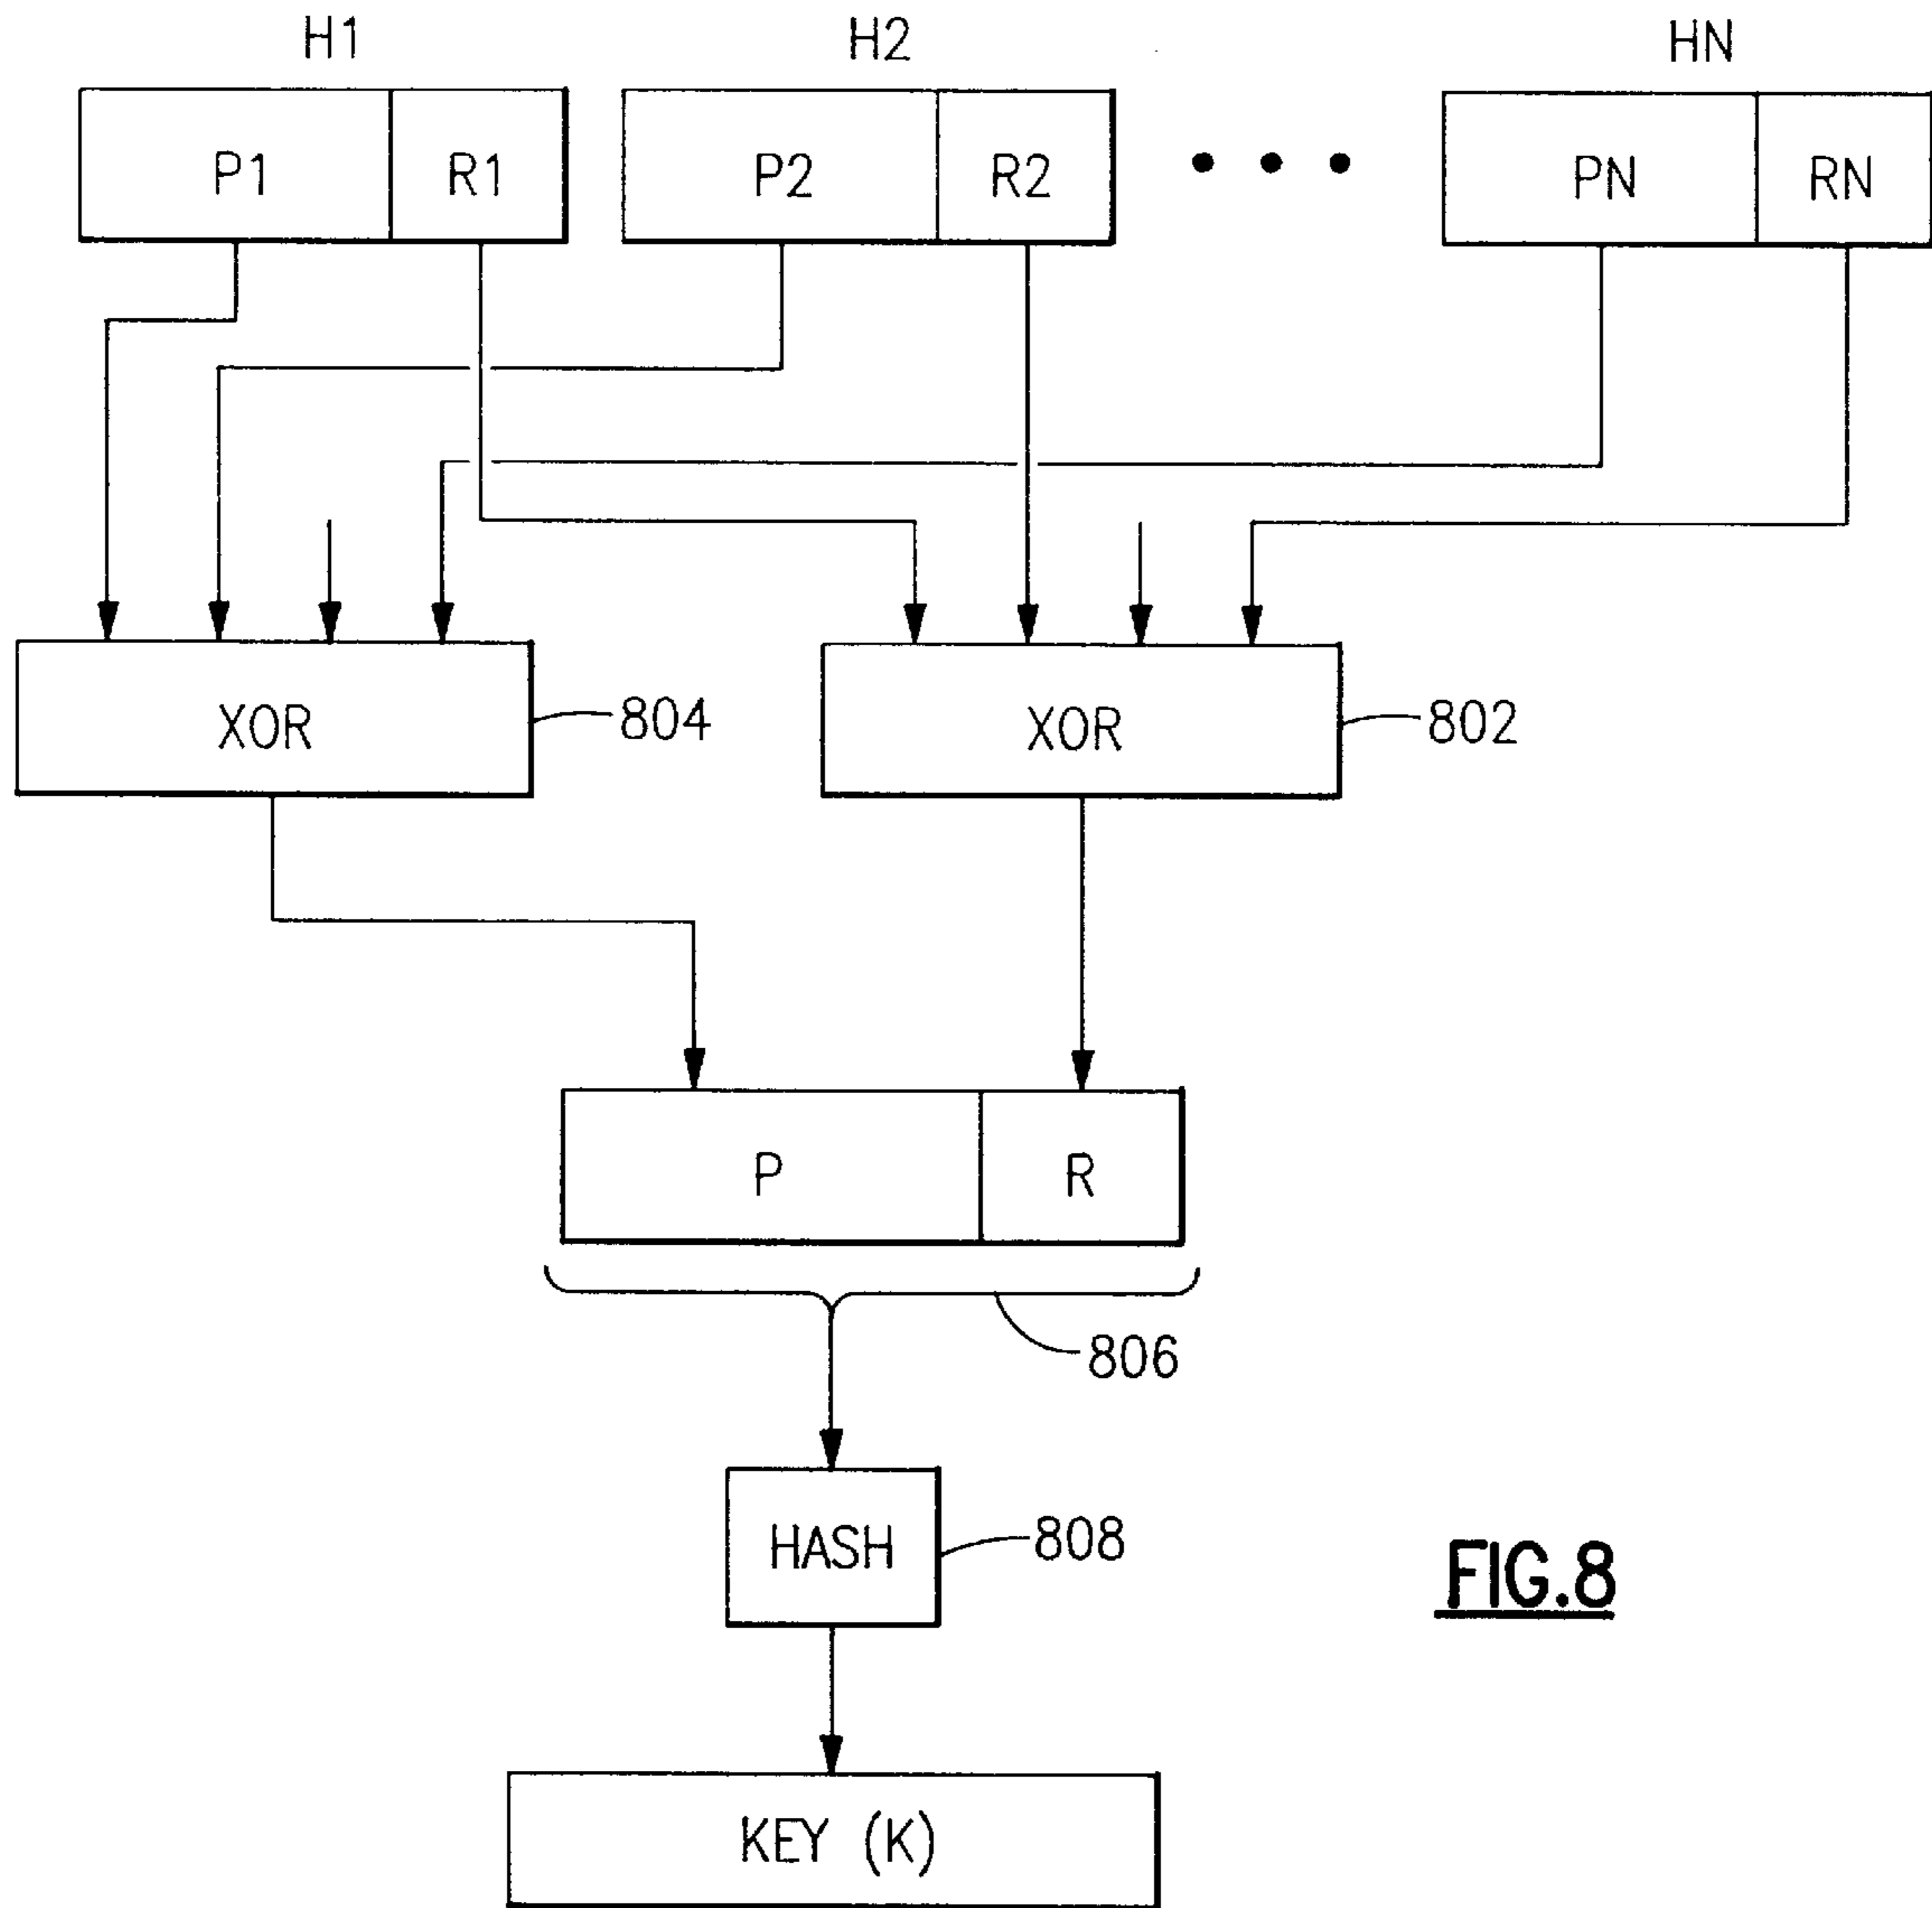 H1 H2 HN
P1 R1 P2 R2 • • • PN RN
XOR 804 XOR 802
P R
806
HASH 808
FIG.8
KEY (K)